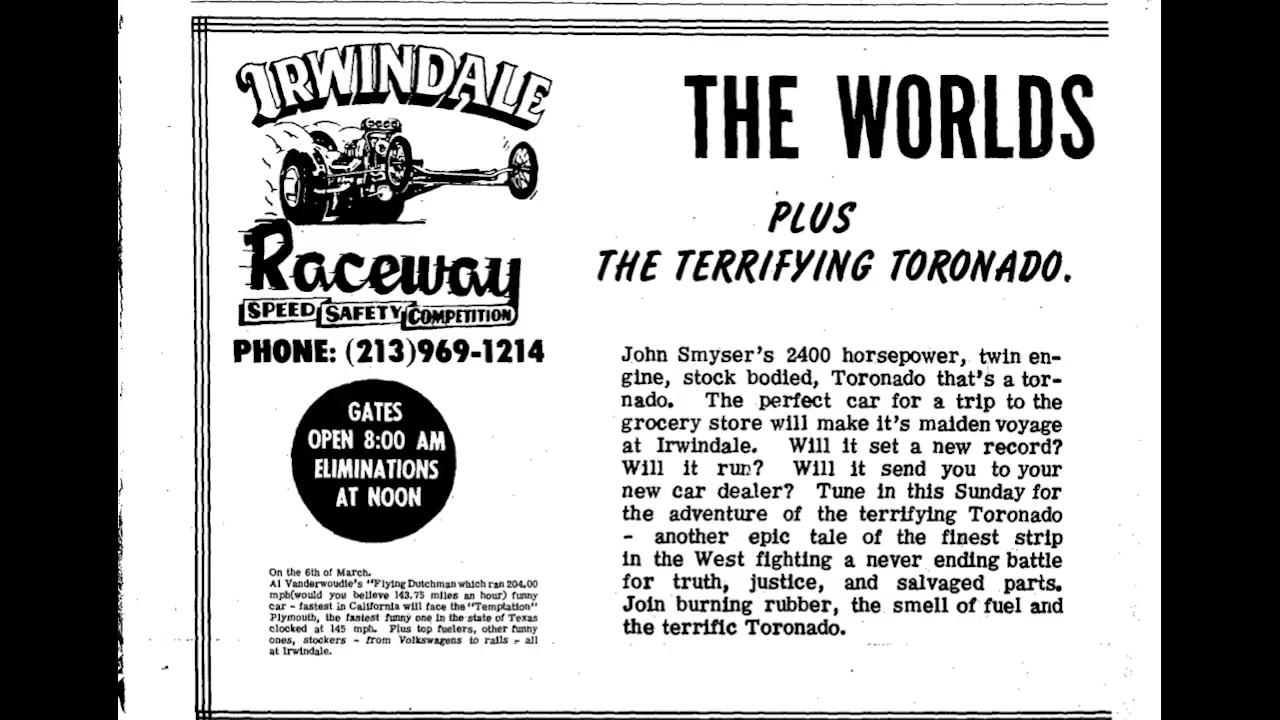 IRWINDALE
Raceway
SPEED SAFETY COMPETITION
PHONE: (213)969-1214
GATES
OPEN 8:00 AM
ELIMINATIONS
AT NOON
On the 6th of March.
Al Vanderwoudie's "Flying Dutchman which ran 204.00
mph(would you believe 143.75 miles an hour) funny
car - fastest in California will face the "Temptation"
Plymouth, the fastest funny one in the state of Texas
clocked at 145 mph. Plus top fuelers, other funny
ones, stockers - from Volkswagens to rails - all
at Irwindale.
THE WORLDS
PLUS
THE TERRIFYING TORONADO.
John Smyser's 2400 horsepower, twin en-
gine, stock bodied, Toronado that's a tor-
nado. The perfect car for a trip to the
grocery store will make it's maiden voyage
at Irwindale. Will it set a new record?
Will it run? Will it send you to your
new car dealer? Tune in this Sunday for
the adventure of the terrifying Toronado
- another epic tale of the finest strip
in the West fighting a never ending battle
for truth, justice, and salvaged parts.
Join burning rubber, the smell of fuel and
the terrific Toronado.